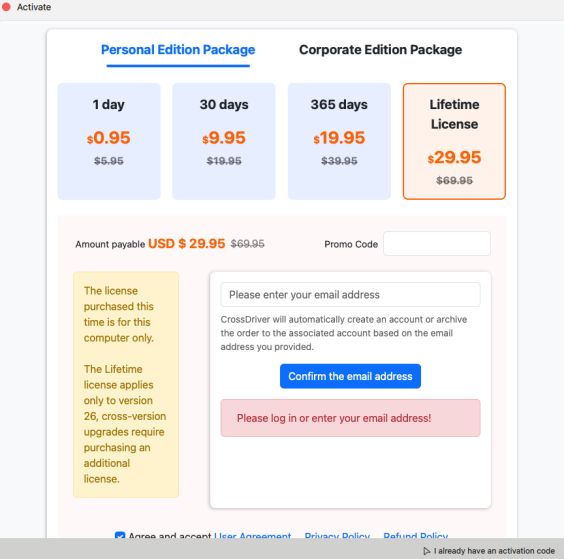 Activate
Personal Edition Package
Corporate Edition Package
1 day
$0.95
$5.95
30 days
$9.95
$19.95
365 days
$19.95
$39.95
Lifetime
License
$29.95
$69.95
Amount payable USD $ 29.95 $69.95
Promo Code
The license
purchased this
time is for this
computer only.
The Lifetime
license applies
only to version
26, cross-version
upgrades require
purchasing an
additional
license.
Please enter your email address
CrossDriver will automatically create an account or archive
the order to the associated account based on the email
address you provided.
Confirm the email address
Please log in or enter your email address!
Agree and accept User Agreement Privacy Policy Refund Policy
I already have an activation code